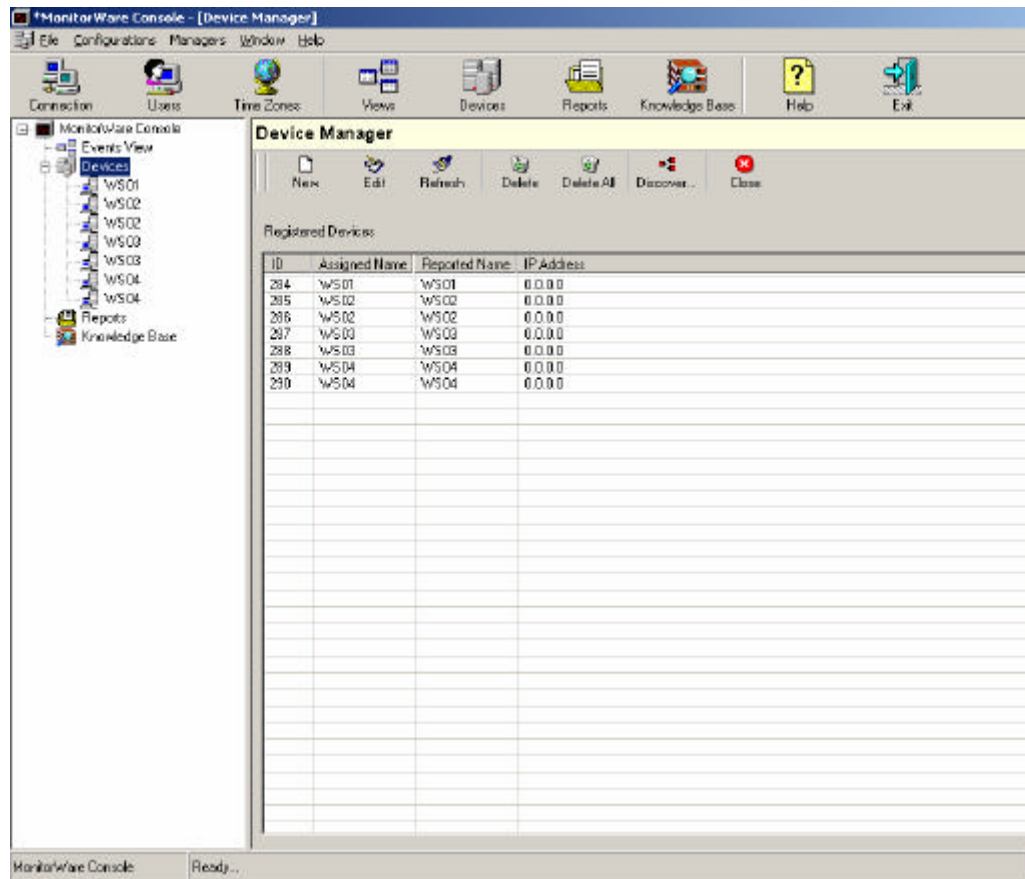 *MonitorWare Console - [Device Manager]
File Configurations Managers Window Help
Connection Users Time Zones Views Devices Reports Knowledge Base Help Exit
MonitorWare Console
Events View
Devices
WS01
WS02
WS02
WS03
WS03
WS04
WS04
Reports
Knowledge Base
Device Manager
New Edit Refresh Delete Delete All Discover... Close
Registered Devices
ID Assigned Name Reported Name IP Address
284 WS01 WS01 0.0.0.0
285 WS02 WS02 0.0.0.0
286 WS02 WS02 0.0.0.0
287 WS03 WS03 0.0.0.0
288 WS03 WS03 0.0.0.0
289 WS04 WS04 0.0.0.0
290 WS04 WS04 0.0.0.0
MonitorWare Console Ready...